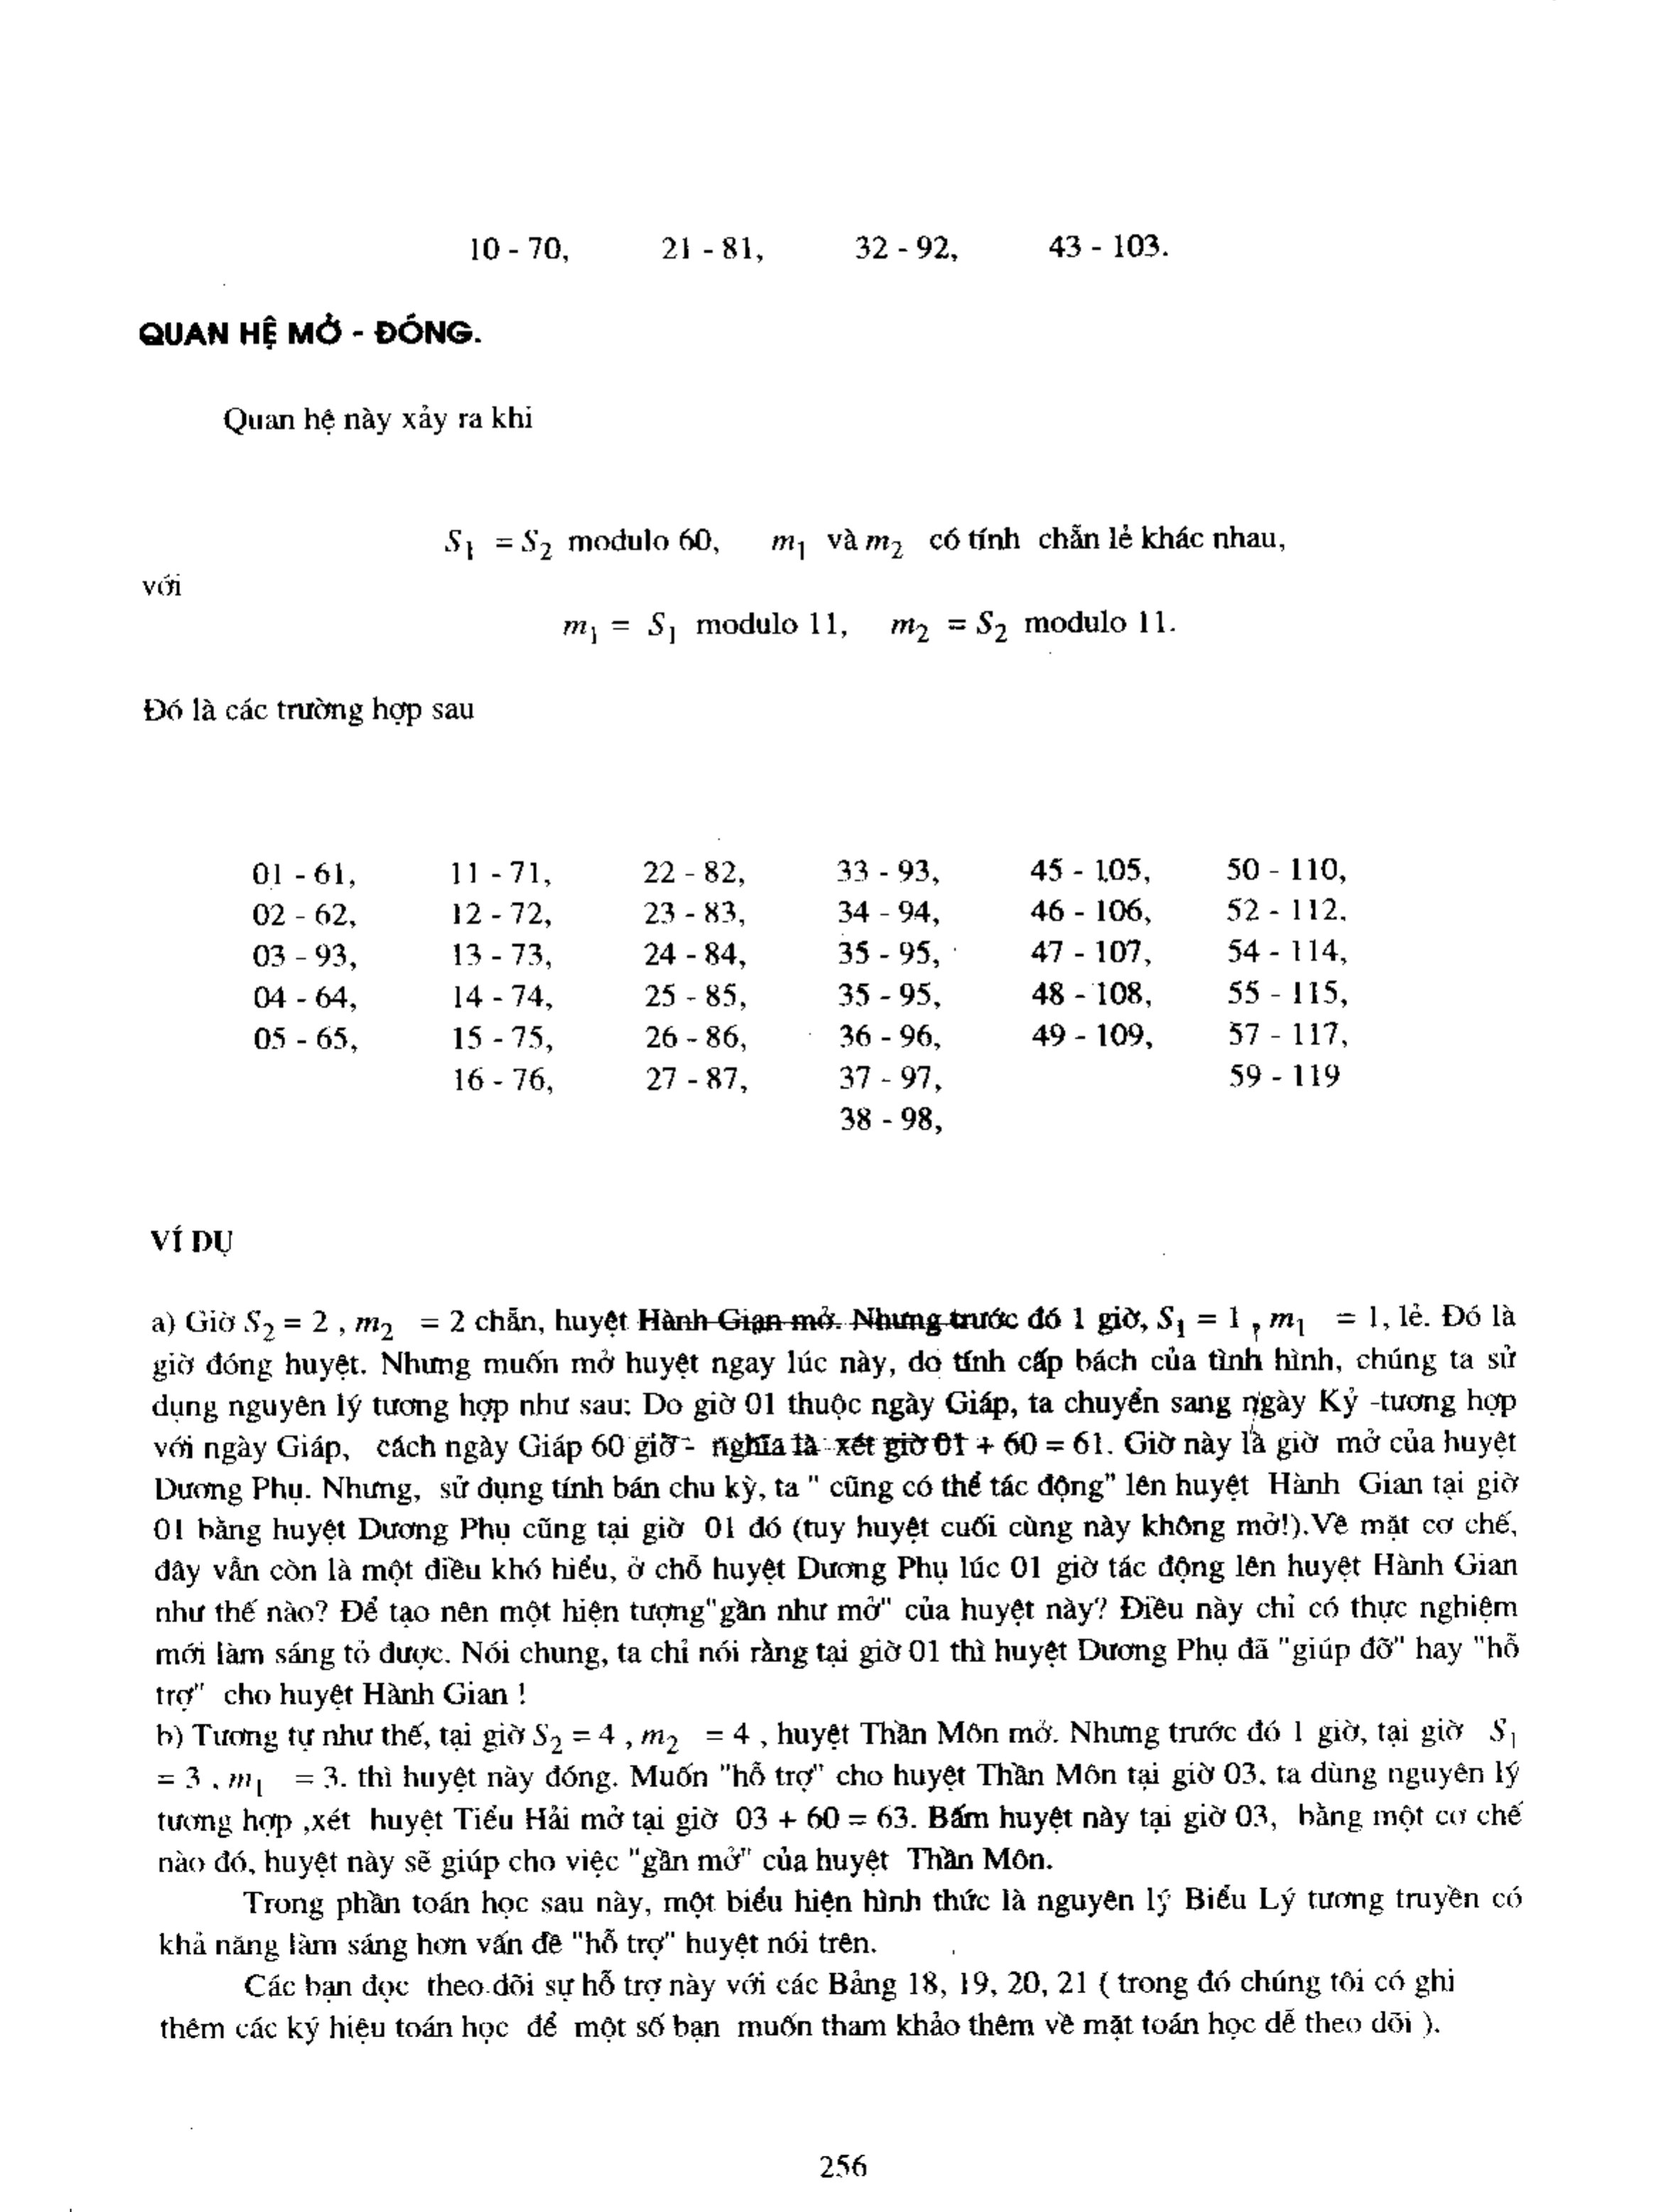 10 - 70, 21 - 81, 32 - 92, 43 - 103.
QUAN HỆ MỞ - ĐÓNG.
Quan hệ này xảy ra khi
S₁ = S₂ modulo 60, m₁ và m₂ có tính chẵn lẻ khác nhau,
với
m₁ = S₁ modulo 11, m₂ = S₂ modulo 11.
Đó là các trường hợp sau
01 - 61, 11 - 71, 22 - 82, 33 - 93, 45 - 105, 50 - 110,
02 - 62, 12 - 72, 23 - 83, 34 - 94, 46 - 106, 52 - 112,
03 - 93, 13 - 73, 24 - 84, 35 - 95, 47 - 107, 54 - 114,
04 - 64, 14 - 74, 25 - 85, 35 - 95, 48 - 108, 55 - 115,
05 - 65, 15 - 75, 26 - 86, 36 - 96, 49 - 109, 57 - 117,
16 - 76, 27 - 87, 37 - 97, 59 - 119
38 - 98,
VÍ DỤ
a) Giờ S₂ = 2 , m₂ = 2 chẵn, huyệt Hành Gian mở. Nhưng trước đó 1 giờ, S₁ = 1 , m₁ = 1, lẻ. Đó là
giờ đóng huyệt. Nhưng muốn mở huyệt ngay lúc này, do tính cấp bách của tình hình, chúng ta sử
dụng nguyên lý tương hợp như sau: Do giờ 01 thuộc ngày Giáp, ta chuyển sang ngày Kỷ -tương hợp
với ngày Giáp, cách ngày Giáp 60 giờ - nghĩa là xét giờ 01 + 60 = 61. Giờ này là giờ mở của huyệt
Dương Phụ. Nhưng, sử dụng tính bán chu kỳ, ta " cũng có thể tác động" lên huyệt Hành Gian tại giờ
01 bằng huyệt Dương Phụ cũng tại giờ 01 đó (tuy huyệt cuối cùng này không mở!).Về mặt cơ chế,
đây vẫn còn là một điều khó hiểu, ở chỗ huyệt Dương Phụ lúc 01 giờ tác động lên huyệt Hành Gian
như thế nào? Để tạo nên một hiện tượng"gần như mở" của huyệt này? Điều này chỉ có thực nghiệm
mới làm sáng tỏ được. Nói chung, ta chỉ nói rằng tại giờ 01 thì huyệt Dương Phụ đã "giúp đỡ" hay "hỗ
trợ" cho huyệt Hành Gian !
b) Tương tự như thế, tại giờ S₂ = 4 , m₂ = 4 , huyệt Thần Môn mở. Nhưng trước đó 1 giờ, tại giờ S₁
= 3 , m₁ = 3. thì huyệt này đóng. Muốn "hỗ trợ" cho huyệt Thần Môn tại giờ 03. ta dùng nguyên lý
tương hợp ,xét huyệt Tiểu Hải mở tại giờ 03 + 60 = 63. Bấm huyệt này tại giờ 03, bằng một cơ chế
nào đó, huyệt này sẽ giúp cho việc "gần mở" của huyệt Thần Môn.
Trong phần toán học sau này, một biểu hiện hình thức là nguyên lý Biểu Lý tương truyền có
khả năng làm sáng hơn vấn đề "hỗ trợ" huyệt nói trên.
Các bạn đọc theo dõi sự hỗ trợ này với các Bảng 18, 19, 20, 21 ( trong đó chúng tôi có ghi
thêm các ký hiệu toán học để một số bạn muốn tham khảo thêm về mặt toán học dễ theo dõi ).
256